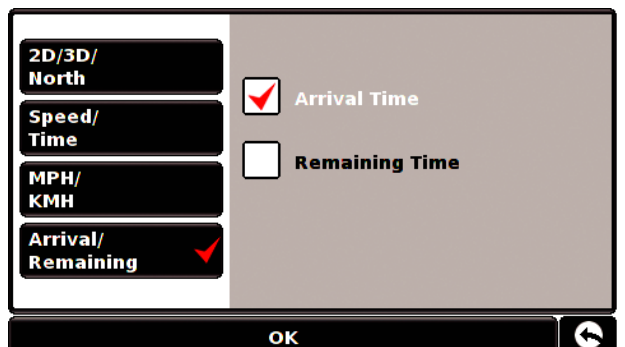 2D/3D/
North
Speed/
Time
MPH/
KMH
Arrival/
Remaining
Arrival Time
Remaining Time
OK